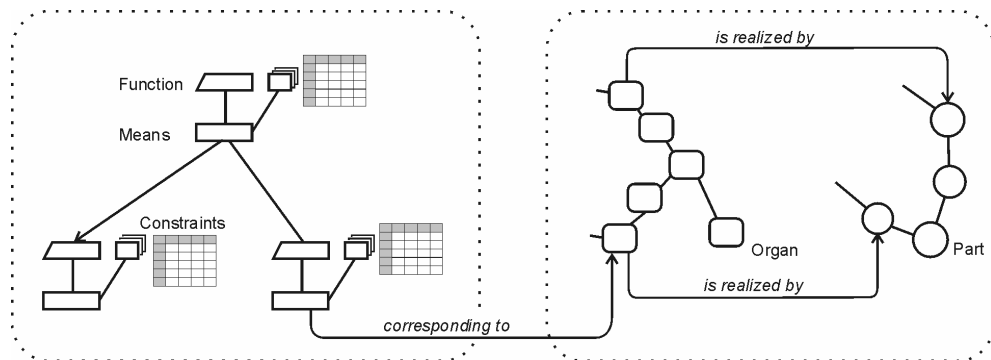 is realized by
Function
Means
Constraints
Organ
Part
is realized by
corresponding to